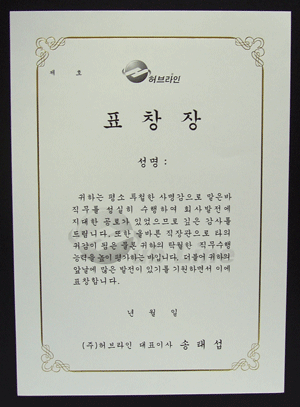 제 호
허브라인
표 창 장
성명 :
귀하는 평소 투철한 사명감으로 맡은바
직무를 성실히 수행하여 회사발전에
지대한 공로가 있었으므로 깊은 감사를
드립니다. 또한 올바른 직장관으로 타의
귀감이 됨은 물론 귀하의 탁월한 직무수행
능력을 높이 평가하는 바입니다. 더불어 귀하의
앞날에 많은 발전이 있기를 기원하면서 이에
표창합니다.
년 월 일
(주)허브라인 대표이사 송 래 섭